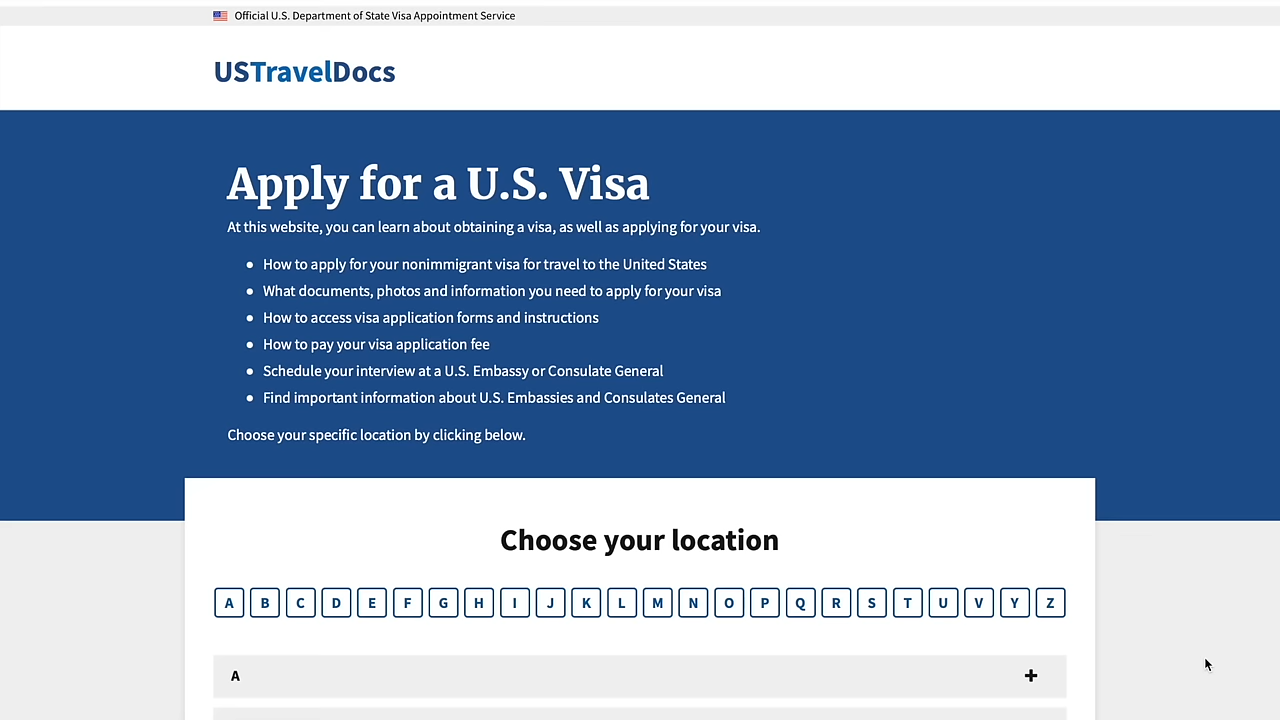 Official U.S. Department of State Visa Appointment Service
USTravelDocs
Apply for a U.S. Visa
At this website, you can learn about obtaining a visa, as well as applying for your visa.
How to apply for your nonimmigrant visa for travel to the United States
What documents, photos and information you need to apply for your visa
How to access visa application forms and instructions
How to pay your visa application fee
Schedule your interview at a U.S. Embassy or Consulate General
Find important information about U.S. Embassies and Consulates General
Choose your specific location by clicking below.
Choose your location
A B C D E F G H I J K L M N O P Q R S T U V Y Z
A +